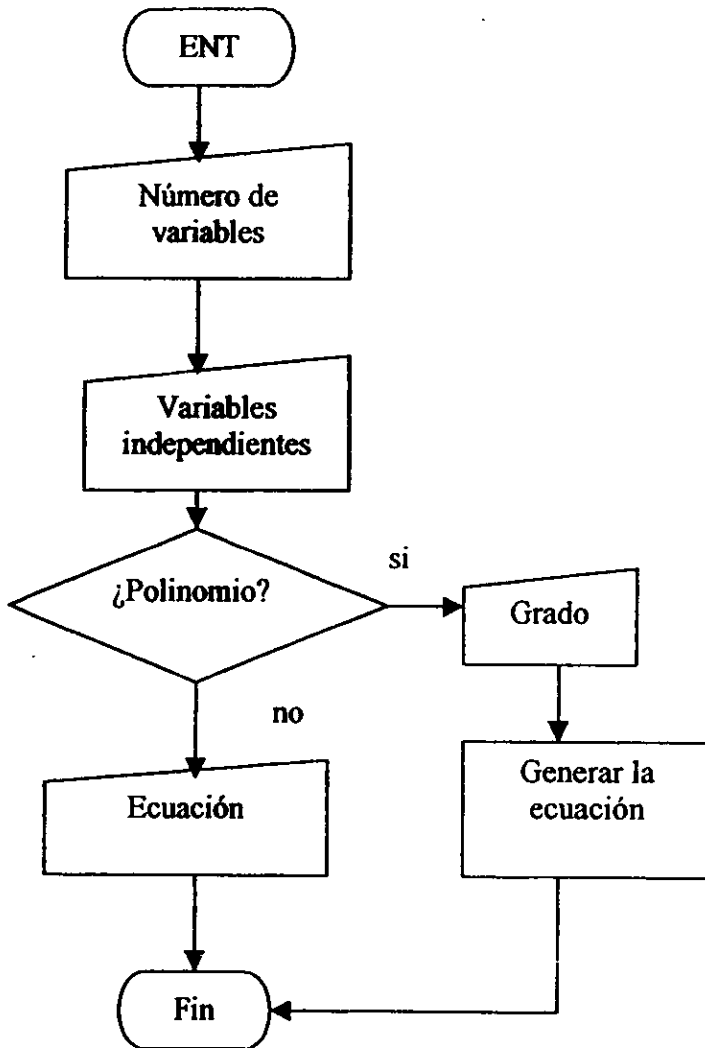 ENT
Número de
variables
Variables
independientes
¿Polinomio?
si
Grado
no
Ecuación
Generar la
ecuación
Fin